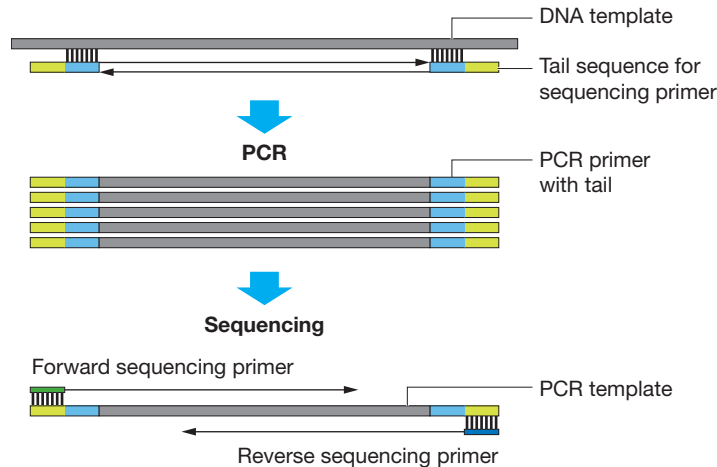 DNA template
Tail sequence for
sequencing primer
PCR
PCR primer
with tail
Sequencing
Forward sequencing primer
PCR template
Reverse sequencing primer